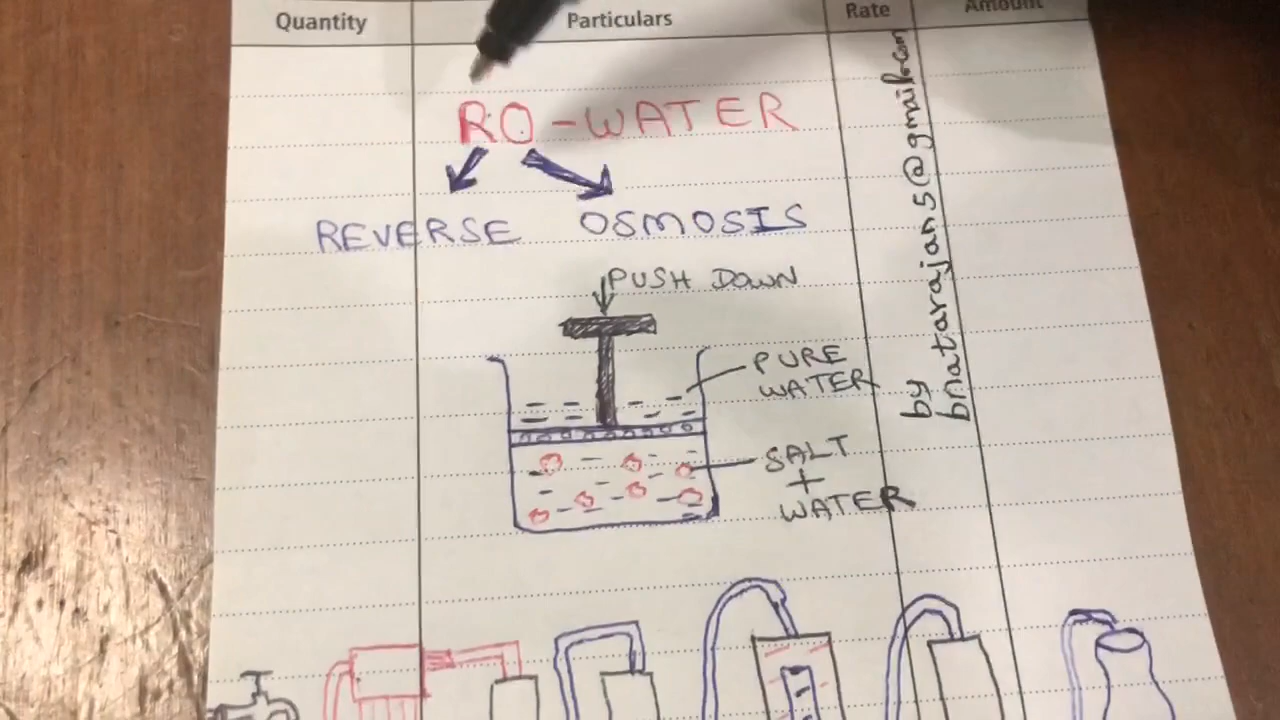 Quantity Particulars Rate Amount
RO-WATER
REVERSE OSMOSIS
PUSH DOWN
PURE
WATER
SALT
+
WATER
by
bnatarajan5@gmail.com